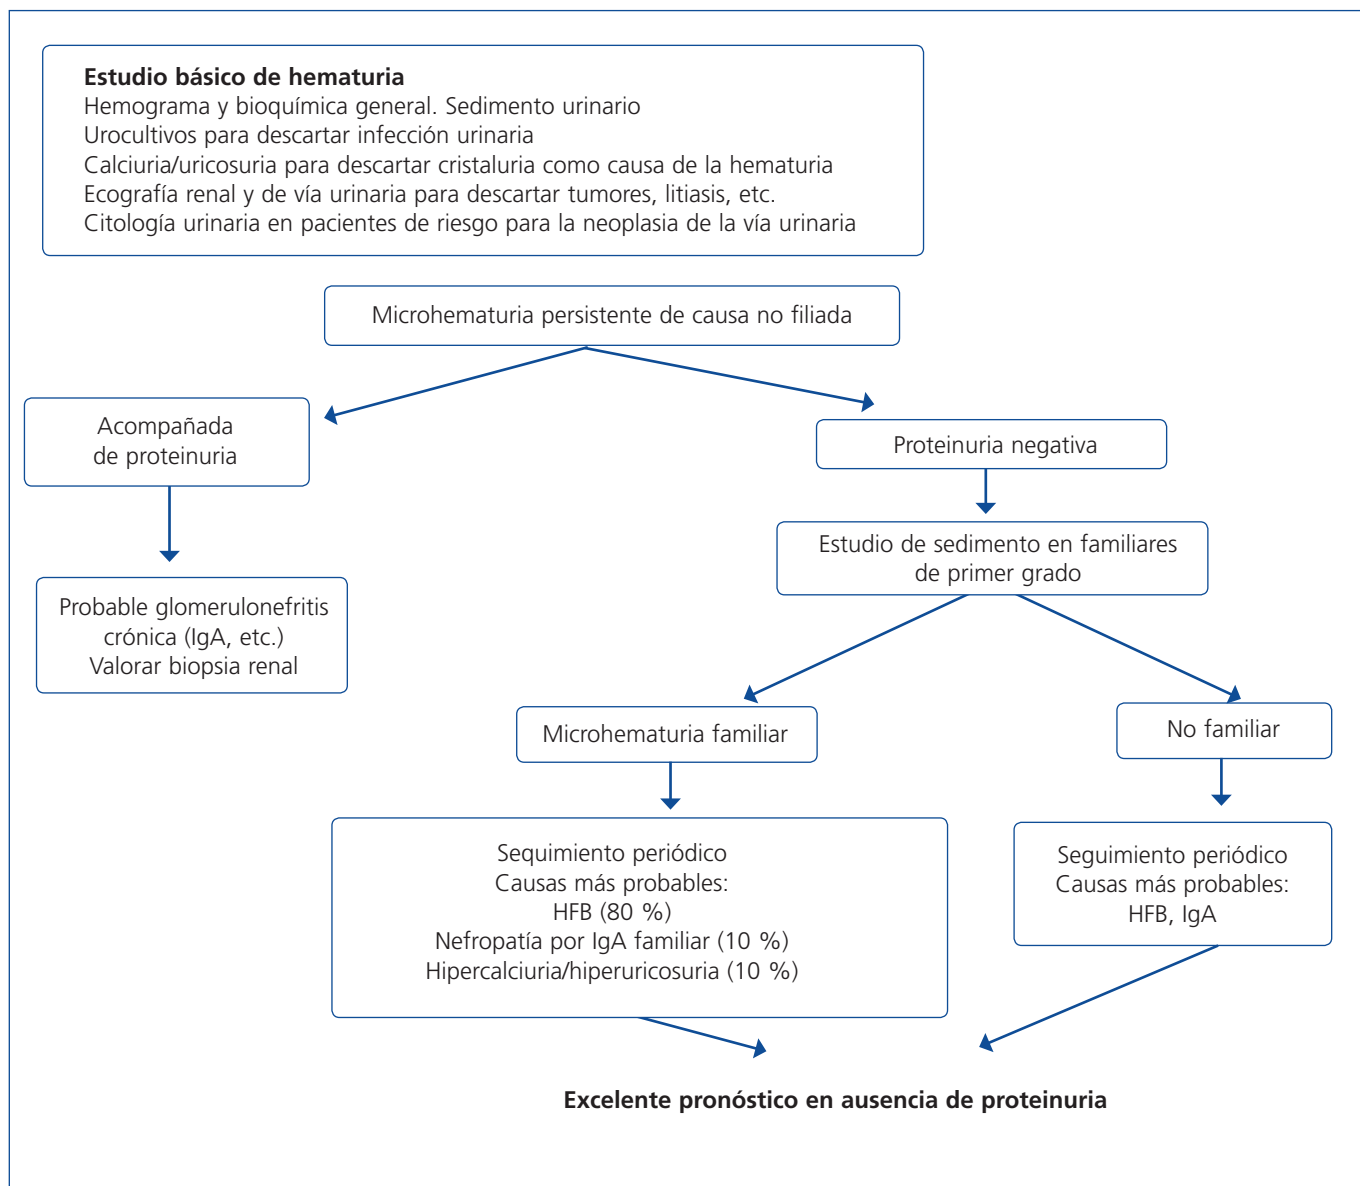 Estudio básico de hematuria
Hemograma y bioquímica general. Sedimento urinario
Urocultivos para descartar infección urinaria
Calciuria/uricosuria para descartar cristaluria como causa de la hematuria
Ecografía renal y de vía urinaria para descartar tumores, litiasis, etc.
Citología urinaria en pacientes de riesgo para la neoplasia de la vía urinaria
Microhematuria persistente de causa no filiada
Acompañada
de proteinuria
Proteinuria negativa
Estudio de sedimento en familiares
de primer grado
Probable glomerulonefritis
crónica (IgA, etc.)
Valorar biopsia renal
Microhematuria familiar
No familiar
Sequimiento periódico
Causas más probables:
HFB (80 %)
Nefropatía por IgA familiar (10 %)
Hipercalciuria/hiperuricosuria (10 %)
Seguimiento periódico
Causas más probables:
HFB, IgA
Excelente pronóstico en ausencia de proteinuria